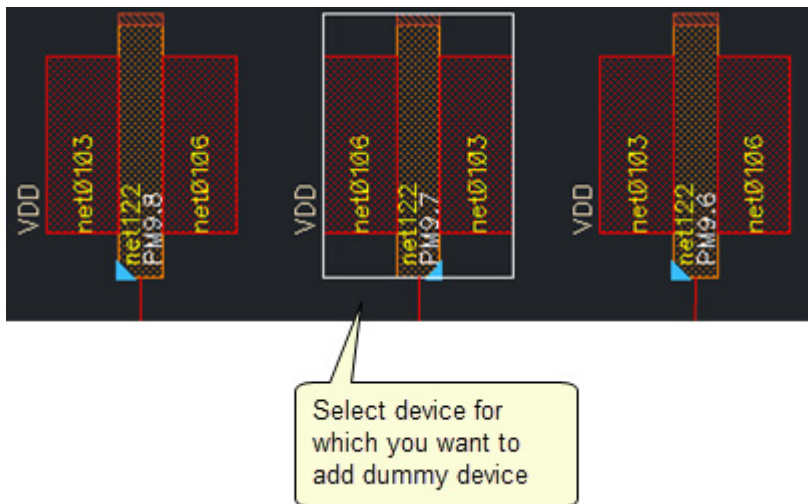 VDD
net0103
net122
PM9.8
net0106
VDD
net0106
net122
PM9.7
net0103
VDD
net0103
net122
PM9.6
net0106
Select device for
which you want to
add dummy device